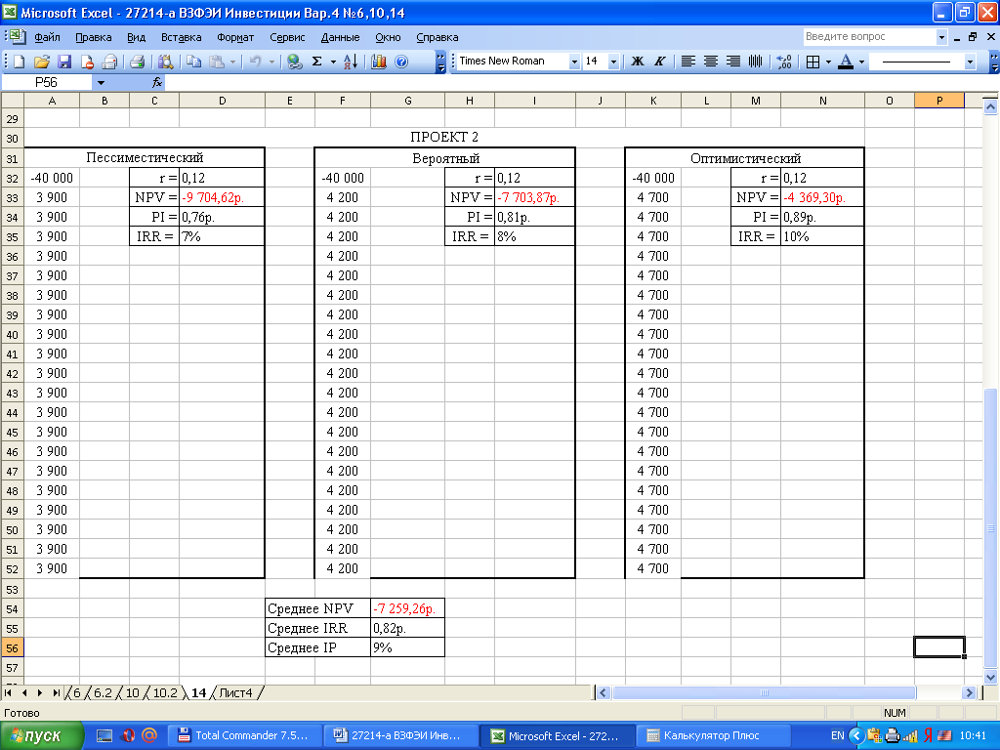 Microsoft Excel - 27214-а ВЗФЭИ Инвестиции Вар.4 №6,10,14
Файл Правка Вид Вставка Формат Сервис Данные Окно Справка Введите вопрос
Times New Roman 14 Ж К
P56 fx
A B C D E F G H I J K L M N O P
29
30 ПРОЕКТ 2
31 Пессиместический Вероятный Оптимистический
32 -40 000 r = 0,12 -40 000 r = 0,12 -40 000 r = 0,12
33 3 900 NPV = -9 704,62р. 4 200 NPV = -7 703,87р. 4 700 NPV = -4 369,30р.
34 3 900 PI = 0,76р. 4 200 PI = 0,81р. 4 700 PI = 0,89р.
35 3 900 IRR = 7% 4 200 IRR = 8% 4 700 IRR = 10%
36 3 900 4 200 4 700
37 3 900 4 200 4 700
38 3 900 4 200 4 700
39 3 900 4 200 4 700
40 3 900 4 200 4 700
41 3 900 4 200 4 700
42 3 900 4 200 4 700
43 3 900 4 200 4 700
44 3 900 4 200 4 700
45 3 900 4 200 4 700
46 3 900 4 200 4 700
47 3 900 4 200 4 700
48 3 900 4 200 4 700
49 3 900 4 200 4 700
50 3 900 4 200 4 700
51 3 900 4 200 4 700
52 3 900 4 200 4 700
53
54 Среднее NPV -7 259,26р.
55 Среднее IRR 0,82р.
56 Среднее IP 9%
57
6 / 6.2 / 10 / 10.2 \ 14 / Лист4 /
Готово NUM
пуск Total Commander 7.5... 27214-а ВЗФЭИ Инв... Microsoft Excel - 272... Калькулятор Плюс EN 10:41